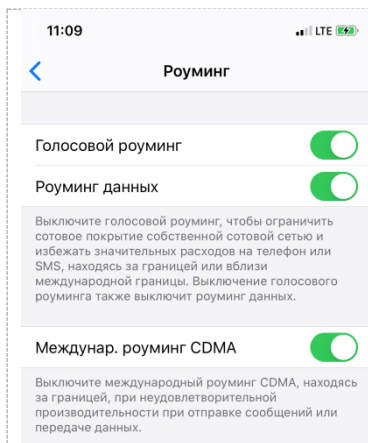 11:09 LTE
Роуминг
Голосовой роуминг
Роуминг данных
Выключите голосовой роуминг, чтобы ограничить
сотовое покрытие собственной сотовой сетью и
избежать значительных расходов на телефон или
SMS, находясь за границей или вблизи
международной границы. Выключение голосового
роуминга также выключит роуминг данных.
Междунар. роуминг CDMA
Выключите международный роуминг CDMA, находясь
за границей, при неудовлетворительной
производительности при отправке сообщений или
передаче данных.